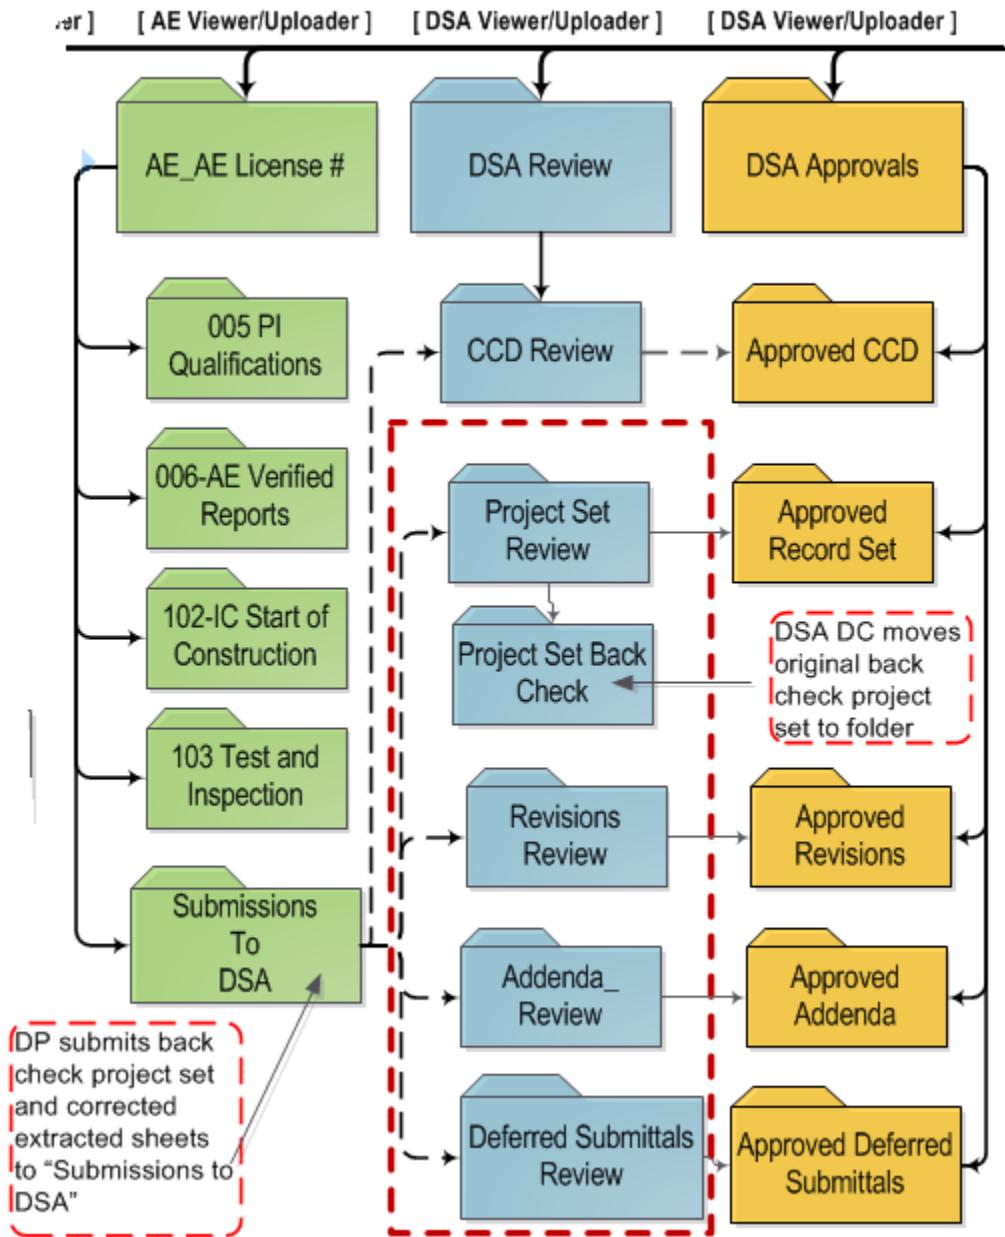 er ]
[ AE Viewer/Uploader ]
[ DSA Viewer/Uploader ]
[ DSA Viewer/Uploader ]
AE_AE License #
DSA Review
DSA Approvals
005 PI
Qualifications
CCD Review
Approved CCD
006-AE Verified
Reports
Project Set
Review
Approved
Record Set
102-IC Start of
Construction
Project Set Back
Check
DSA DC moves
original back
check project
set to folder
103 Test and
Inspection
Revisions
Review
Approved
Revisions
Submissions
To
DSA
Addenda_
Review
Approved
Addenda
DP submits back
check project set
and corrected
extracted sheets
to “Submissions to
DSA”
Deferred Submittals
Review
Approved Deferred
Submittals